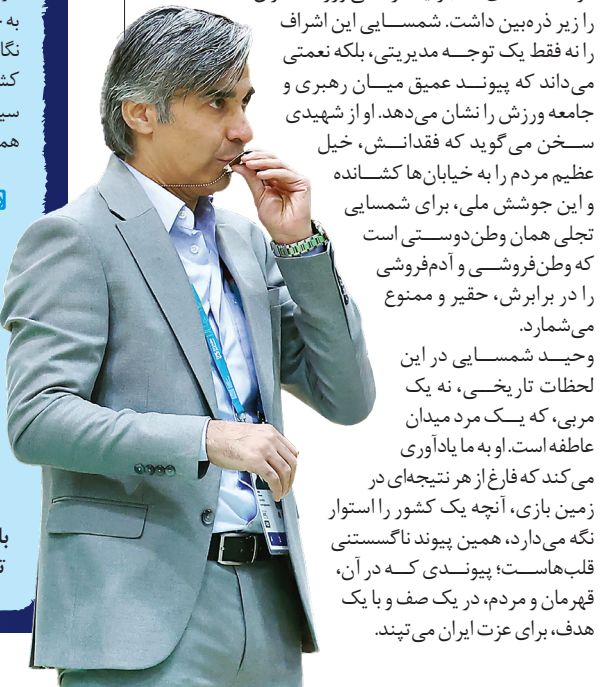 را زیر ذره‌بین داشت. شمسایی این اشراف
را نه فقط یک توجه مدیریتی، بلکه نعمتی
می‌داند که پیوند عمیق میان رهبری و
جامعه ورزش را نشان می‌دهد. او از شهیدی
سخن می‌گوید که فقدانش، خیل
عظیم مردم را به خیابان‌ها کشانده
و این جوشش ملی، برای شمسایی
تجلی همان وطن‌دوستی است
که وطن‌فروشی و آدم‌فروشی
را در برابرش، حقیر و ممنوع
می‌شمارد.
وحید شمسایی در این
لحظات تاریخی، نه یک
مربی، که یک مرد میدان
عاطفه است. او به ما یادآوری
می‌کند که فارغ از هر نتیجه‌ای در
زمین بازی، آنچه یک کشور را استوار
نگه می‌دارد، همین پیوند ناگسستنی
قلب‌هاست؛ پیوندی که در آن،
قهرمان و مردم، در یک صف و با یک
هدف، برای عزت ایران می‌تپند.